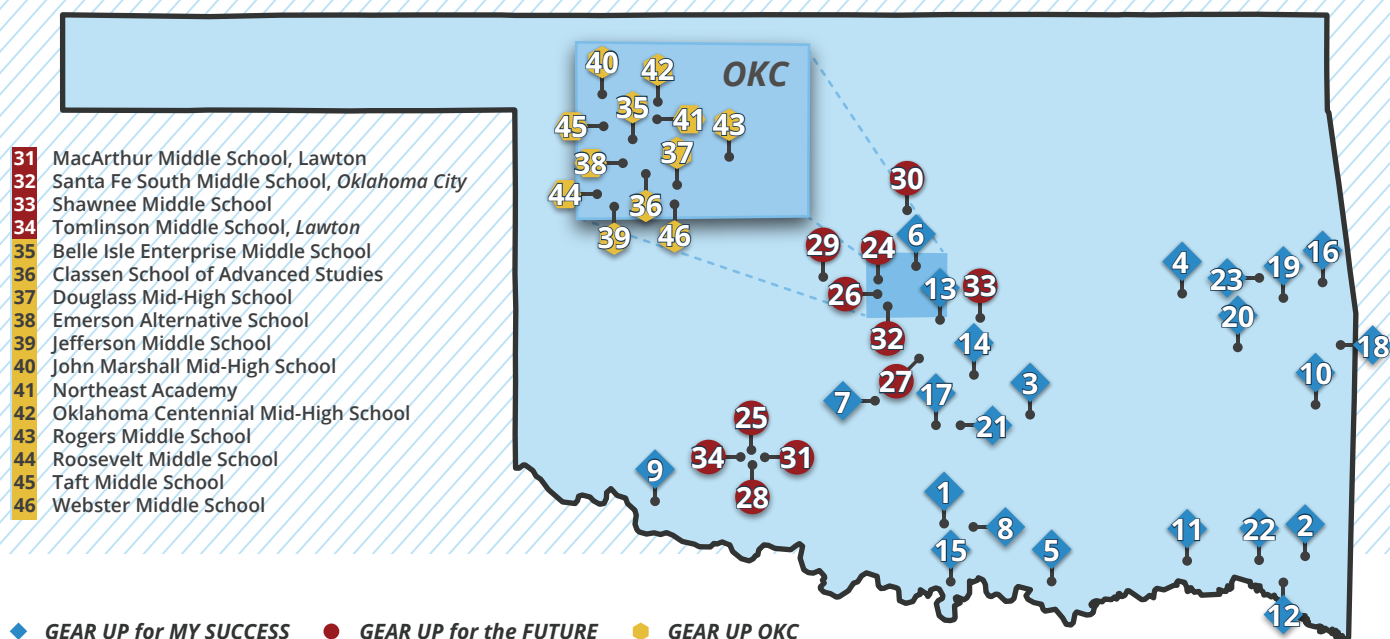 OKC
40
42
35
41
43
45
37
38
44
36
39
46
31 MacArthur Middle School, Lawton
32 Santa Fe South Middle School, Oklahoma City
33 Shawnee Middle School
34 Tomlinson Middle School, Lawton
35 Belle Isle Enterprise Middle School
36 Classen School of Advanced Studies
37 Douglass Mid-High School
38 Emerson Alternative School
39 Jefferson Middle School
40 John Marshall Mid-High School
41 Northeast Academy
42 Oklahoma Centennial Mid-High School
43 Rogers Middle School
44 Roosevelt Middle School
45 Taft Middle School
46 Webster Middle School
30
6
29
24
26
13
33
32
14
27
7
17
3
21
4
23
19
16
20
18
10
25
34
31
28
9
1
8
15
5
11
22
2
12
GEAR UP for MY SUCCESS
GEAR UP for the FUTURE
GEAR UP OKC